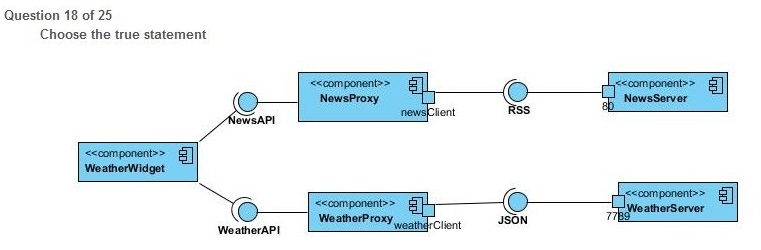 Question 18 of 25
Choose the true statement
<<component>>
NewsProxy
newsClient
NewsAPI
RSS
<<component>>
NewsServer
80
<<component>>
WeatherWidget
<<component>>
WeatherProxy
weatherClient
WeatherAPI
JSON
<<component>>
WeatherServer
7789